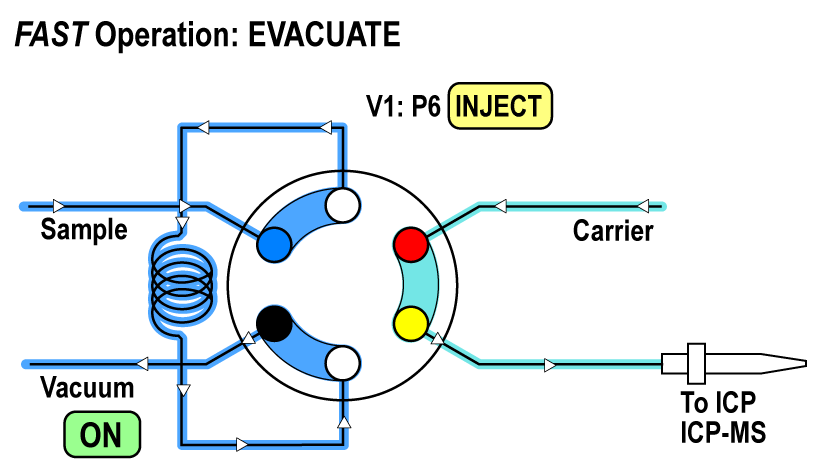 FAST Operation: EVACUATE
V1: P6 INJECT
Sample
Carrier
Vacuum
ON
To ICP
ICP-MS